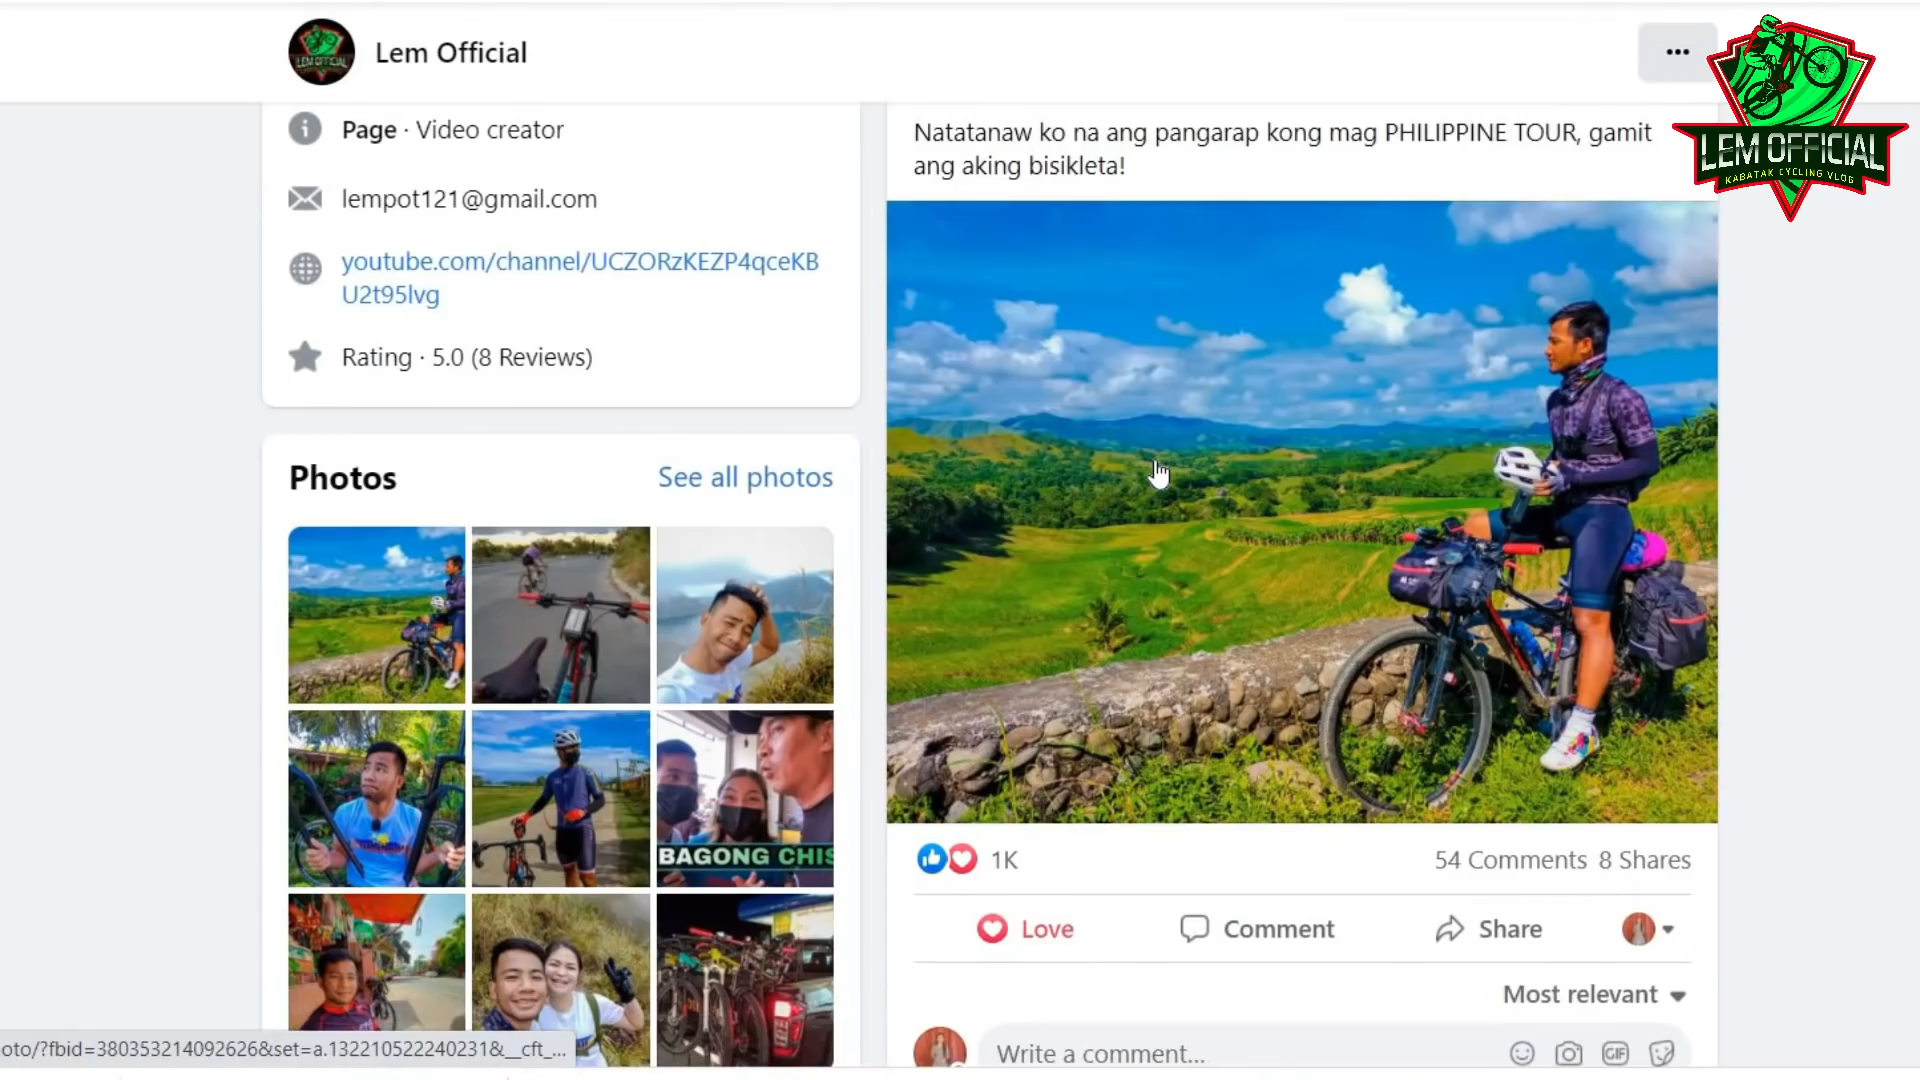 Lem Official
LEM OFFICIAL
LEM OFFICIAL
KABATAK CYCLING VLOG
Page · Video creator
lempot121@gmail.com
youtube.com/channel/UCZORzKEZP4qceKB
U2t95lvg
Rating · 5.0 (8 Reviews)
Photos
See all photos
BAGONG CHIS
Natatanaw ko na ang pangarap kong mag PHILIPPINE TOUR, gamit
ang aking bisikleta!
1K
54 Comments 8 Shares
Love
Comment
Share
Most relevant
Write a comment...
GIF
oto/?fbid=380353214092626&set=a.132210522240231&__cft_...